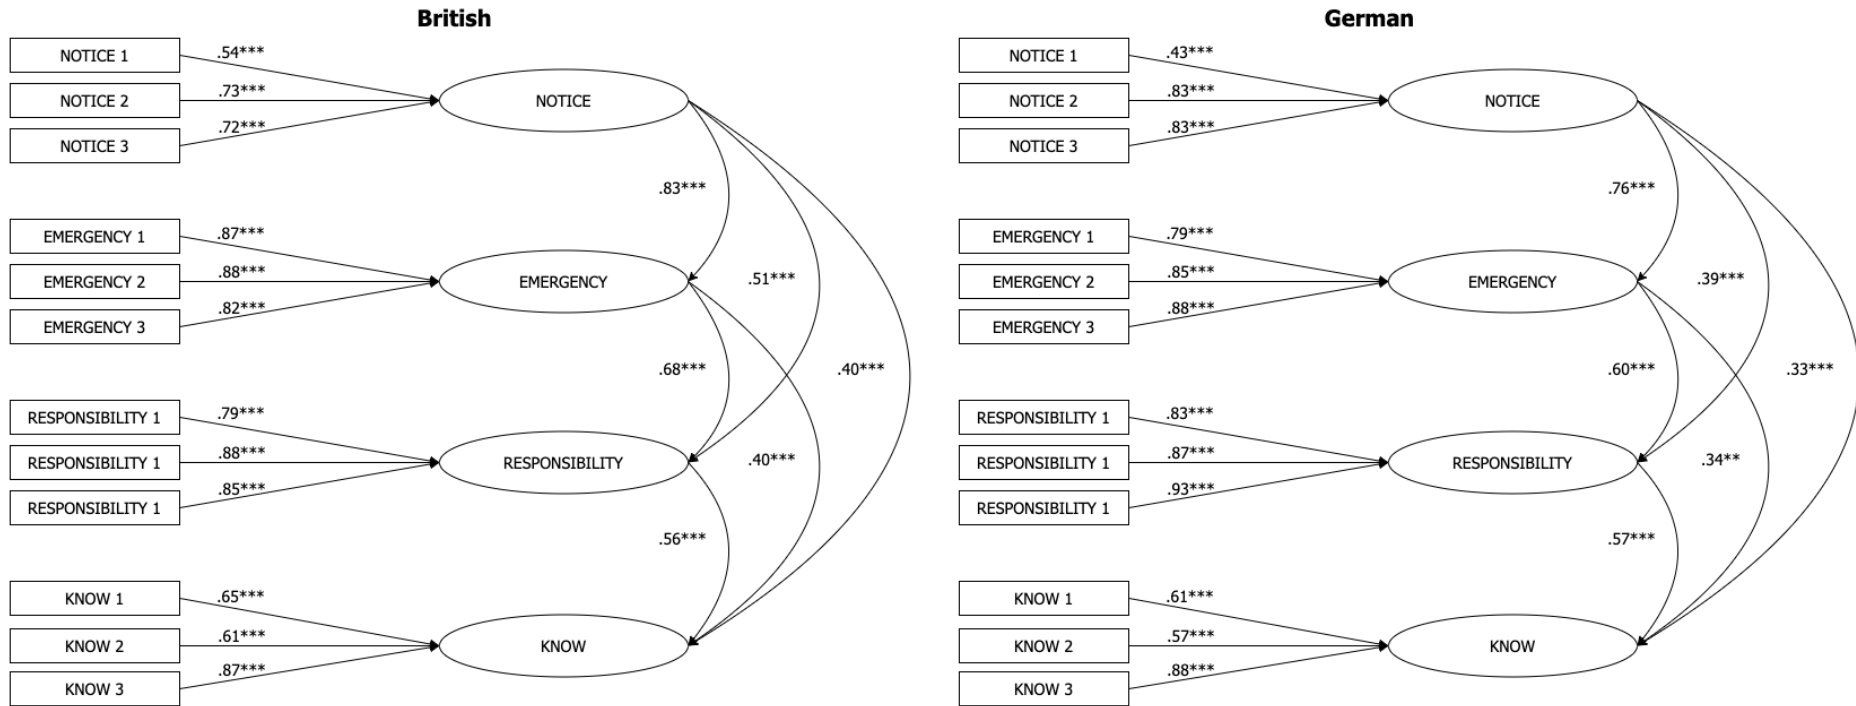 British
NOTICE 1
.54***
NOTICE 2
.73***
NOTICE
NOTICE 3
.72***
.83***
EMERGENCY 1
.87***
EMERGENCY 2
.88***
EMERGENCY
.51***
EMERGENCY 3
.82***
.68***
.40***
RESPONSIBILITY 1
.79***
RESPONSIBILITY 1
.88***
RESPONSIBILITY
.40***
RESPONSIBILITY 1
.85***
.56***
KNOW 1
.65***
KNOW 2
.61***
KNOW
KNOW 3
.87***
German
NOTICE 1
.43***
NOTICE 2
.83***
NOTICE
NOTICE 3
.83***
.76***
EMERGENCY 1
.79***
EMERGENCY 2
.85***
EMERGENCY
.39***
EMERGENCY 3
.88***
.60***
.33***
RESPONSIBILITY 1
.83***
RESPONSIBILITY 1
.87***
RESPONSIBILITY
.34**
RESPONSIBILITY 1
.93***
.57***
KNOW 1
.61***
KNOW 2
.57***
KNOW
KNOW 3
.88***